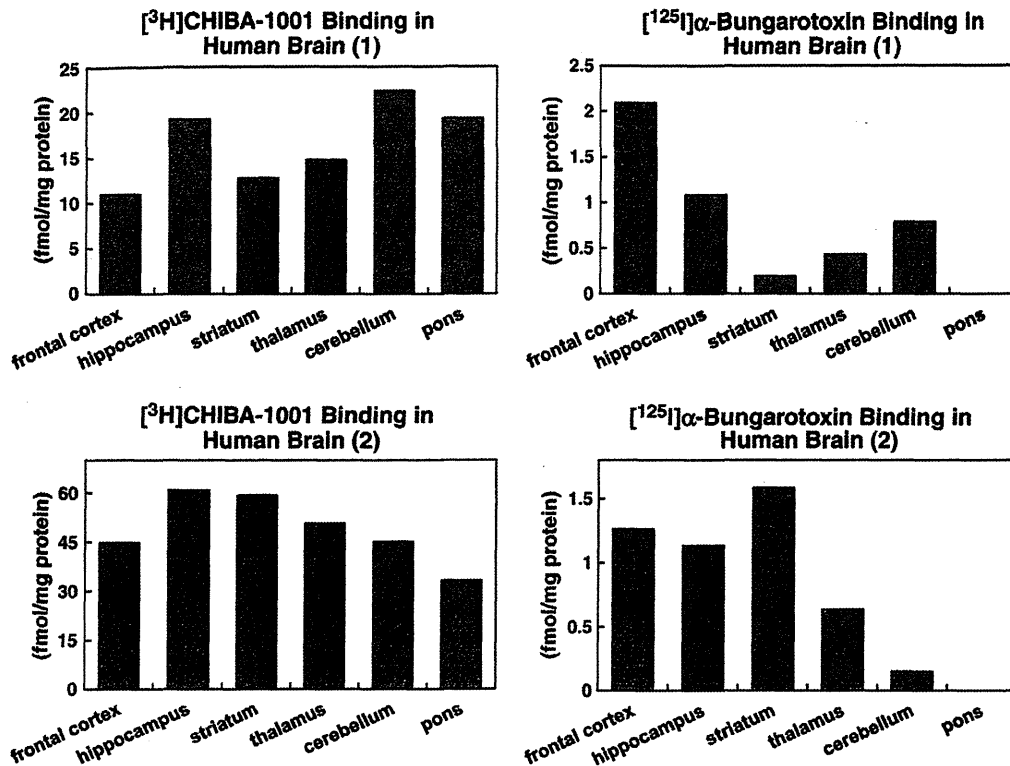 [³H]CHIBA-1001 Binding in
Human Brain (1)
(fmol/mg protein)
25
20
15
10
5
0
frontal cortex
hippocampus
striatum
thalamus
cerebellum
pons
[¹²⁵I]α-Bungarotoxin Binding in
Human Brain (1)
(fmol/mg protein)
2.5
2
1.5
1
0.5
0
frontal cortex
hippocampus
striatum
thalamus
cerebellum
pons
[³H]CHIBA-1001 Binding in
Human Brain (2)
(fmol/mg protein)
60
45
30
15
0
frontal cortex
hippocampus
striatum
thalamus
cerebellum
pons
[¹²⁵I]α-Bungarotoxin Binding in
Human Brain (2)
(fmol/mg protein)
1.5
1
0.5
0
frontal cortex
hippocampus
striatum
thalamus
cerebellum
pons